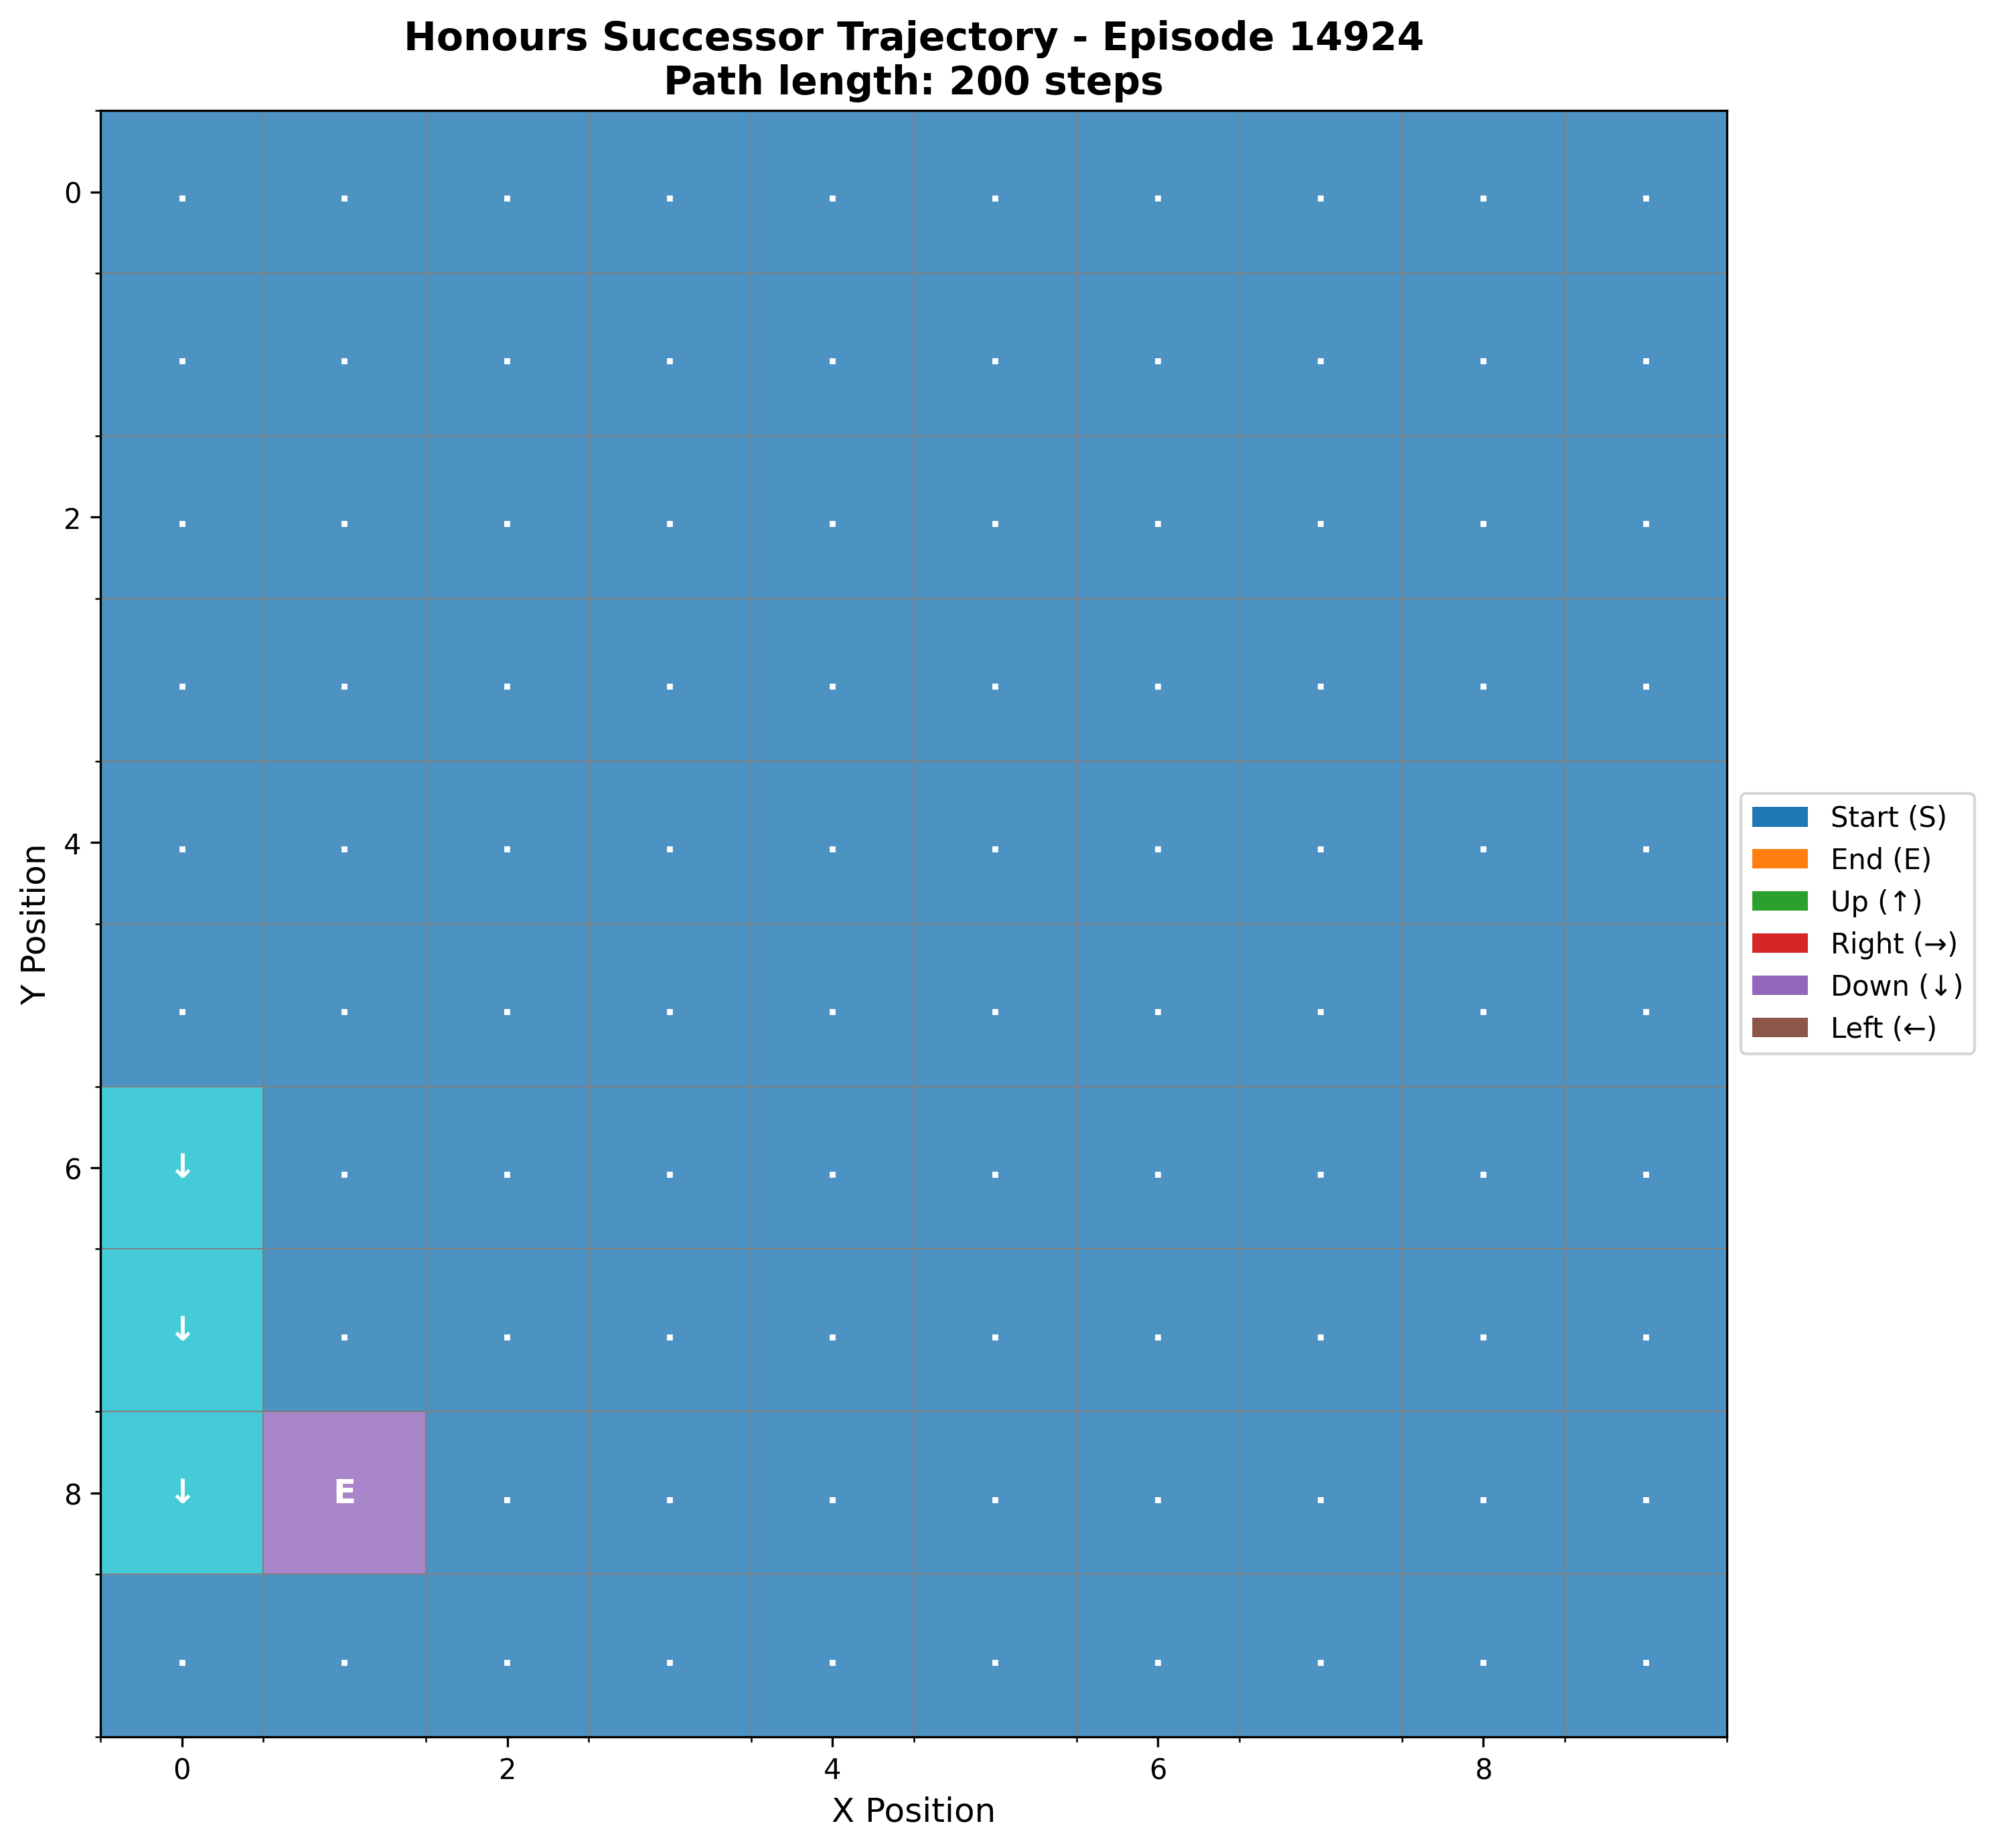 Honours Successor Trajectory - Episode 14924
Path length: 200 steps
Y Position
0
2
4
6
8
↓
↓
↓ E
0 2 4 6 8
X Position
Start (S)
End (E)
Up (↑)
Right (→)
Down (↓)
Left (←)